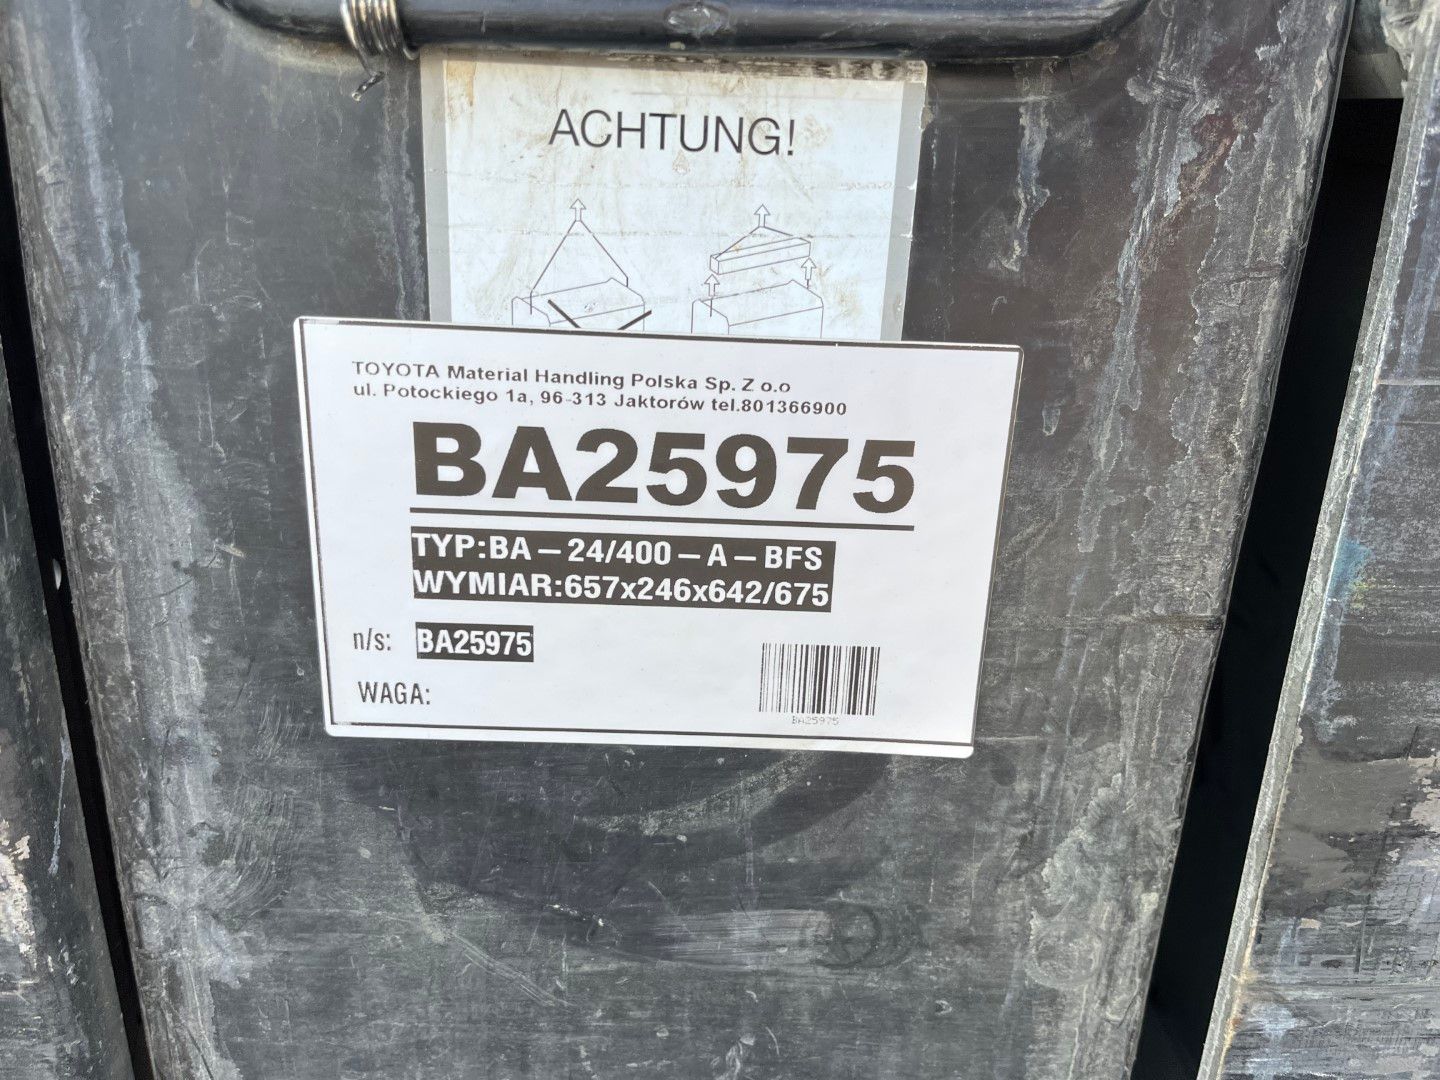 ACHTUNG!
TOYOTA Material Handling Polska Sp. Z o.o
ul. Potockiego 1a, 96-313 Jaktorów tel.801366900
BA25975
TYP:BA – 24/400 – A – BFS
WYMIAR:657x246x642/675
n/s: BA25975
WAGA:
BA25975